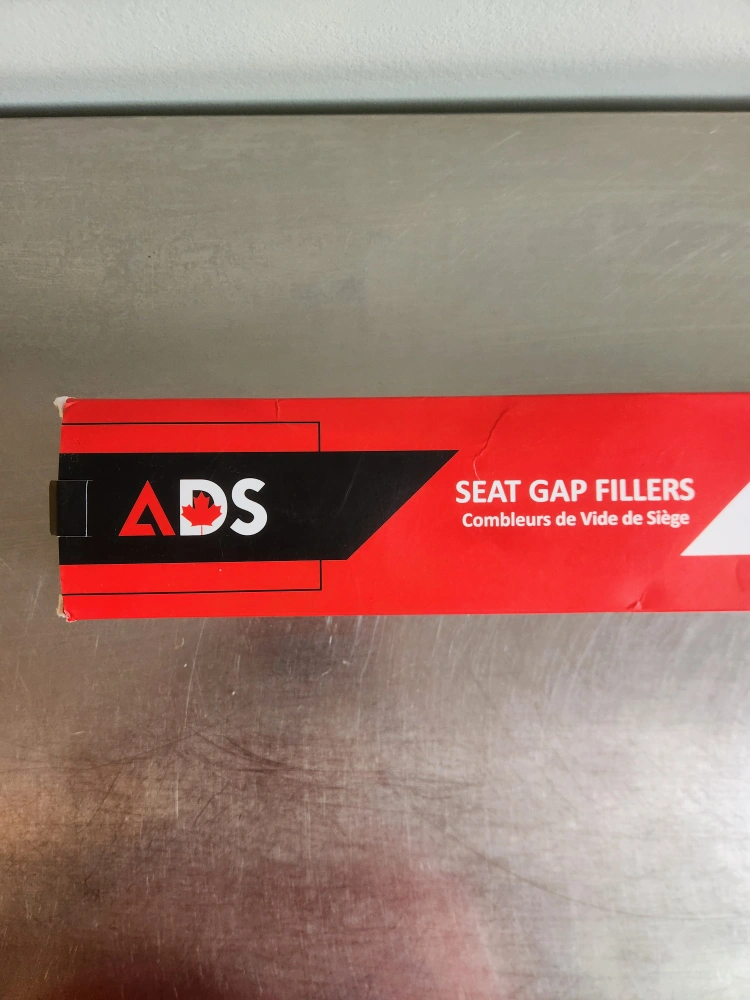 ADS
SEAT GAP FILLERS
Combleurs de Vide de Siège